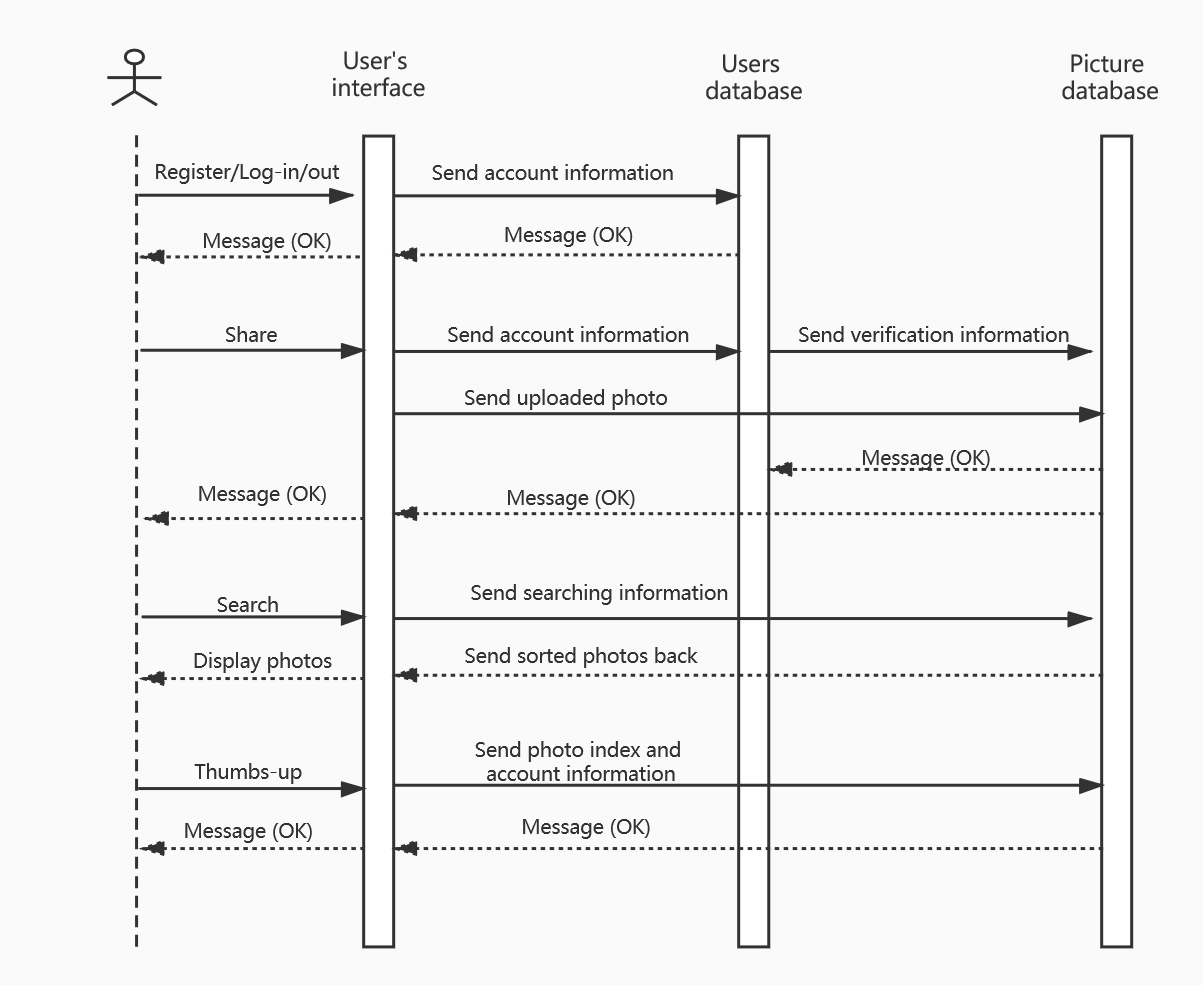 User's
interface
Users
database
Picture
database
Register/Log-in/out
Send account information
Message (OK)
Message (OK)
Share
Send account information
Send verification information
Send uploaded photo
Message (OK)
Message (OK)
Message (OK)
Search
Send searching information
Display photos
Send sorted photos back
Thumbs-up
Send photo index and
account information
Message (OK)
Message (OK)